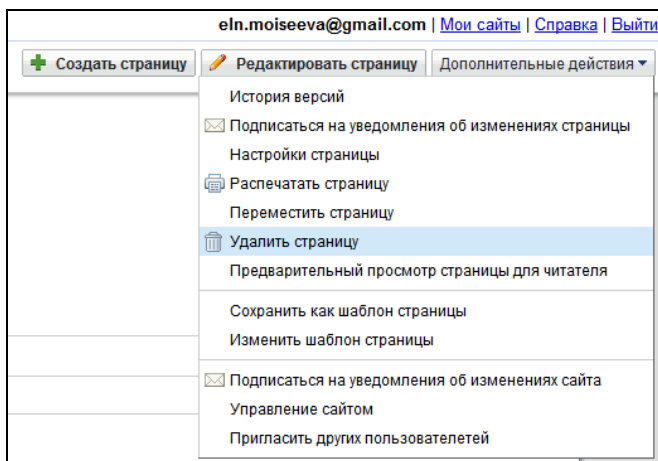 eln.moiseeva@gmail.com | Мои сайты | Справка | Выйти
Создать страницу Редактировать страницу Дополнительные действия
История версий
Подписаться на уведомления об изменениях страницы
Настройки страницы
Распечатать страницу
Переместить страницу
Удалить страницу
Предварительный просмотр страницы для читателя
Сохранить как шаблон страницы
Изменить шаблон страницы
Подписаться на уведомления об изменениях сайта
Управление сайтом
Пригласить других пользователетей